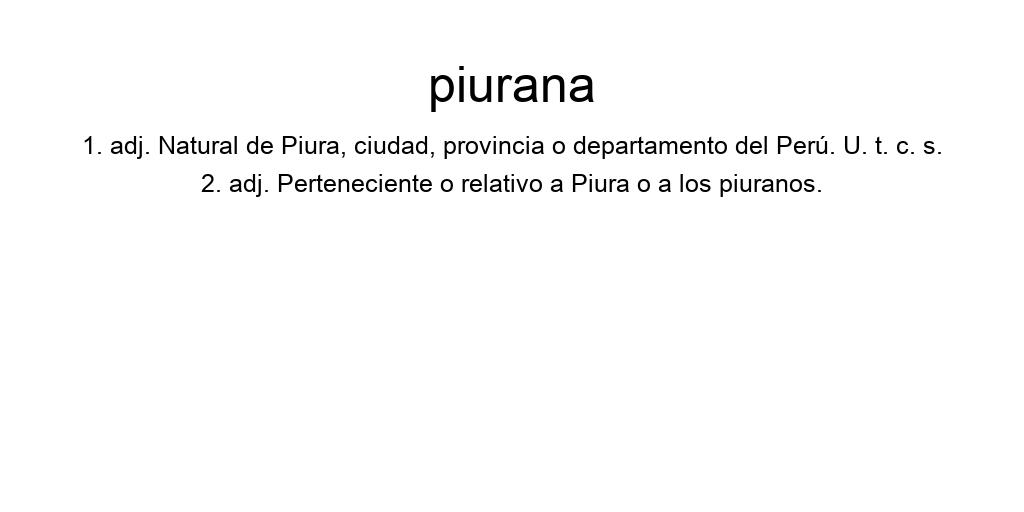 piurana
1. adj. Natural de Piura, ciudad, provincia o departamento del Perú. U. t. c. s.
2. adj. Perteneciente o relativo a Piura o a los piuranos.